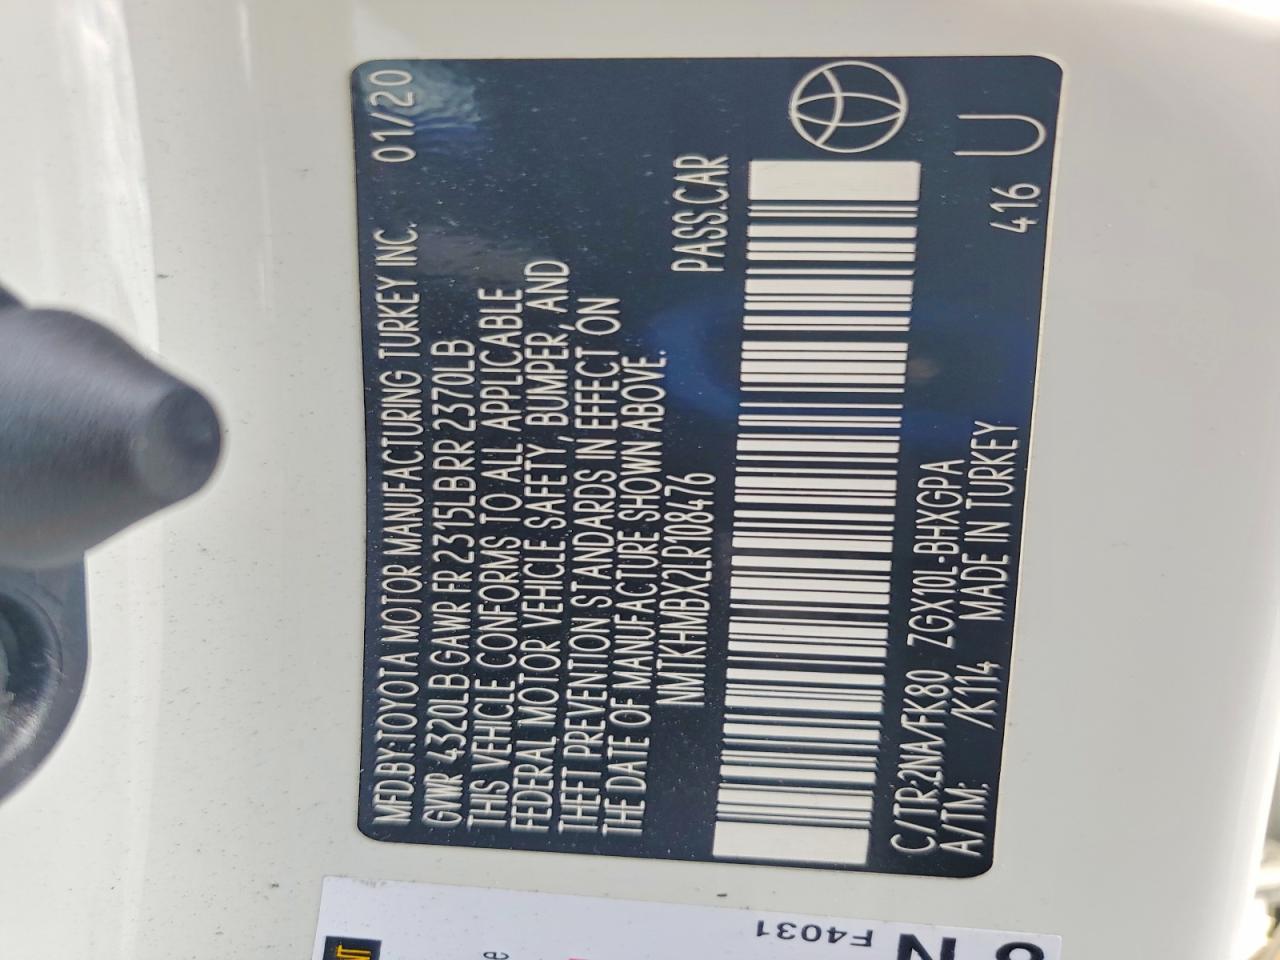 MFD.BY:TOYOTA MOTOR MANUFACTURING TURKEY INC. 01/20
GVWR 4320LB GAWR FR 2315LB RR 2370LB
THIS VEHICLE CONFORMS TO ALL APPLICABLE
FEDERAL MOTOR VEHICLE SAFETY, BUMPER, AND
THEFT PREVENTION STANDARDS IN EFFECT ON
THE DATE OF MANUFACTURE SHOWN ABOVE.
NMTKHMBX2LR108476 PASS.CAR
C/TR:2NA/FK80 ZGX10L-BHXGPA
A/TM: /K114 MADE IN TURKEY 416 U
F4031